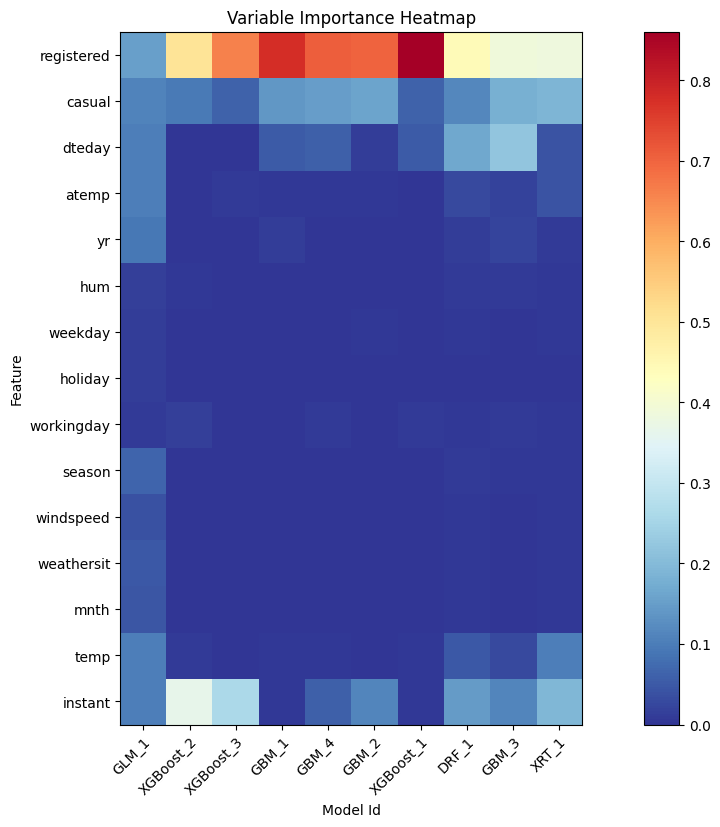 Variable Importance Heatmap
Feature
registered
casual
dteday
atemp
yr
hum
weekday
holiday
workingday
season
windspeed
weathersit
mnth
temp
instant
GLM_1
XGBoost_2
XGBoost_3
GBM_1
GBM_4
GBM_2
XGBoost_1
DRF_1
GBM_3
XRT_1
Model Id
0.8
0.7
0.6
0.5
0.4
0.3
0.2
0.1
0.0